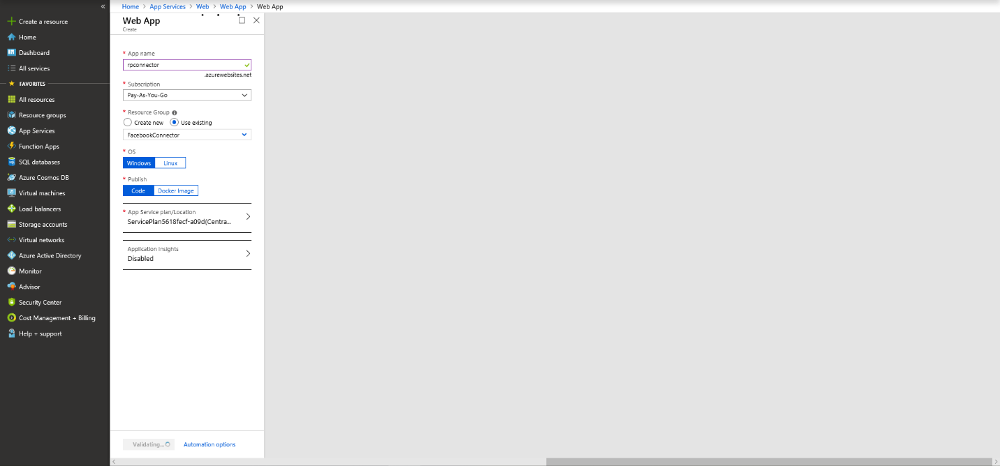 «
Home > App Services > Web > Web App > Web App
Create a resource
Home
Dashboard
All services
FAVORITES
All resources
Resource groups
App Services
Function Apps
SQL databases
Azure Cosmos DB
Virtual machines
Load balancers
Storage accounts
Virtual networks
Azure Active Directory
Monitor
Advisor
Security Center
Cost Management + Billing
Help + support
Web App
Create
* App name
rpconnector
.azurewebsites.net
* Subscription
Pay-As-You-Go
* Resource Group
Create new Use existing
FacebookConnector
* OS
Windows Linux
* Publish
Code Docker Image
* App Service plan/Location
ServicePlan5618fecf-a09d(Centra...
Application Insights
Disabled
Validating... Automation options